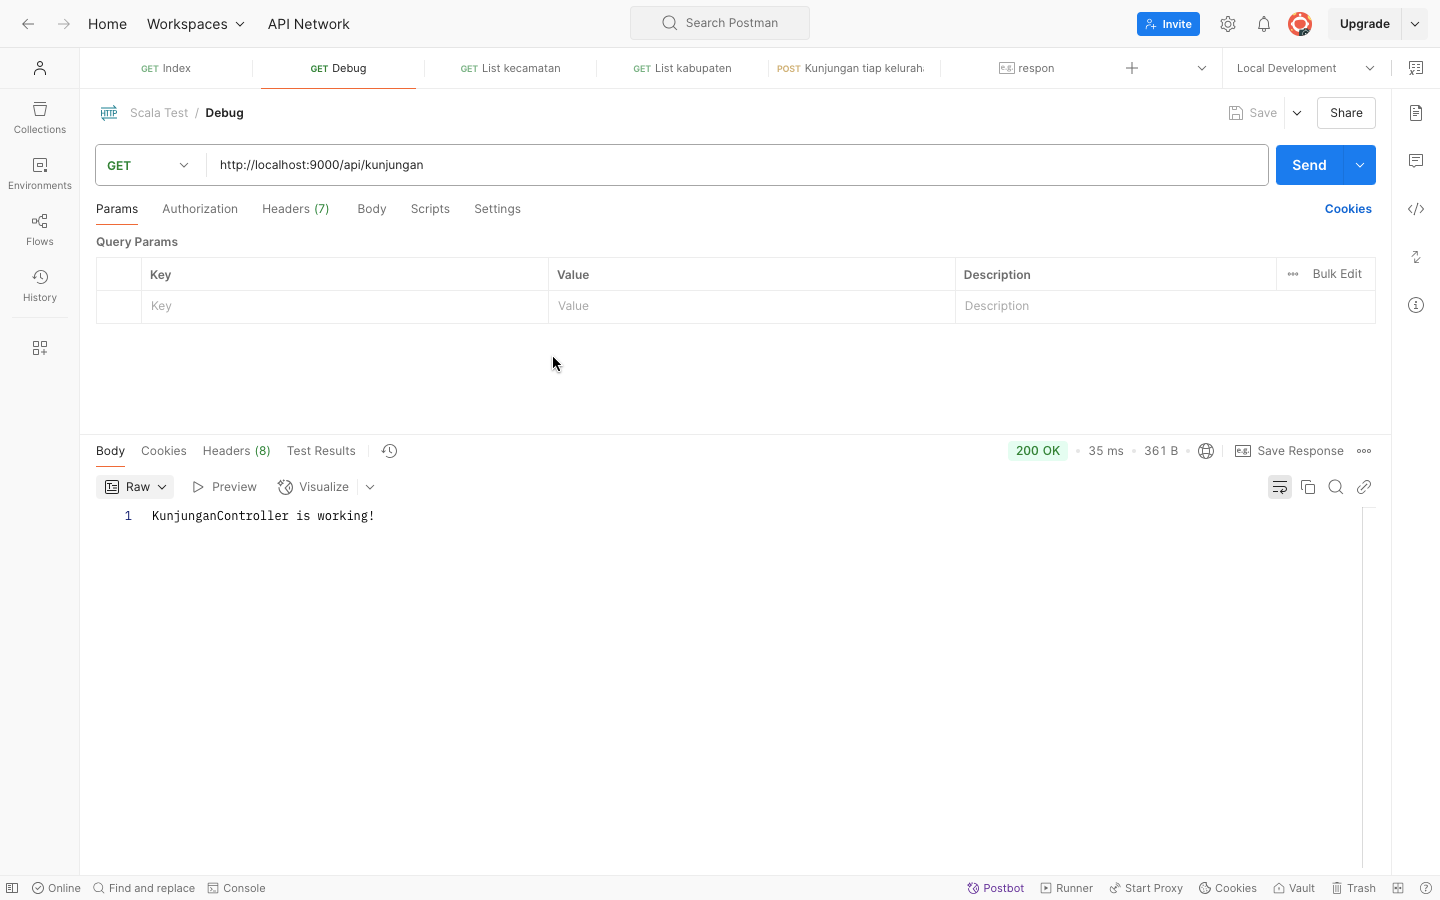 Home Workspaces API Network Search Postman Invite Upgrade
GET Index GET Debug GET List kecamatan GET List kabupaten POST Kunjungan tiap kelurah e.g. respon Local Development
HTTP Scala Test / Debug Save Share
Collections
GET http://localhost:9000/api/kunjungan Send
Environments
Params Authorization Headers (7) Body Scripts Settings Cookies
Flows
Query Params
Key Value Description Bulk Edit
History
Key Value Description
Body Cookies Headers (8) Test Results 200 OK 35 ms 361 B e.g. Save Response
Raw Preview Visualize
1 KunjunganController is working!
Online Find and replace Console Postbot Runner Start Proxy Cookies Vault Trash